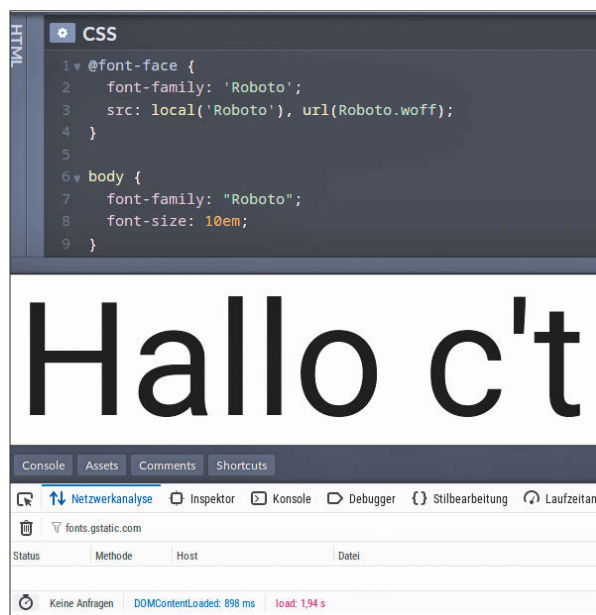 HTML
CSS
1 @font-face {
2 font-family: 'Roboto';
3 src: local('Roboto'), url(Roboto.woff);
4 }
5
6 body {
7 font-family: "Roboto";
8 font-size: 10em;
9 }
Hallo c't
Console Assets Comments Shortcuts
Netzwerkanalyse Inspektor Konsole Debugger {} Stilbearbeitung Laufzeitan
fonts.gstatic.com
Status Methode Host Datei
Keine Anfragen DOMContentLoaded: 898 ms load: 1,94 s